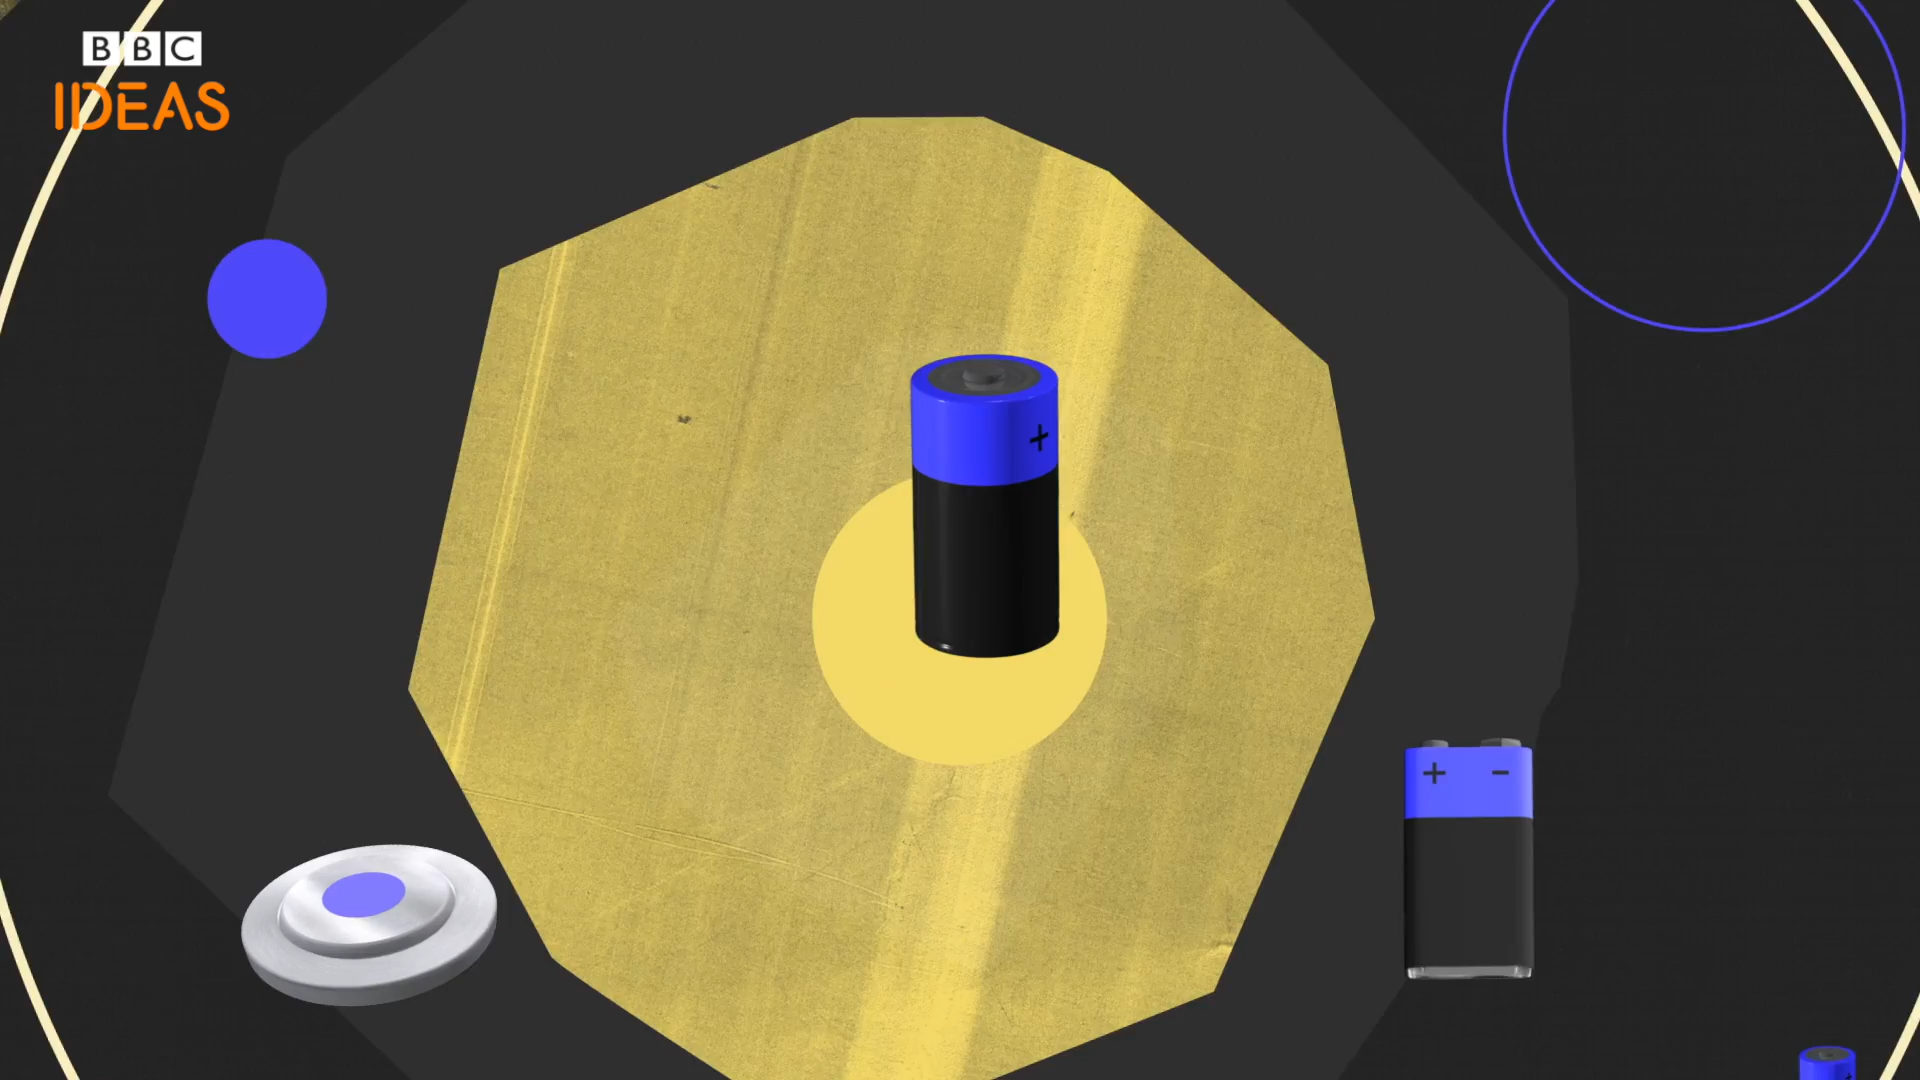 BBC
IDEAS
+
+ -